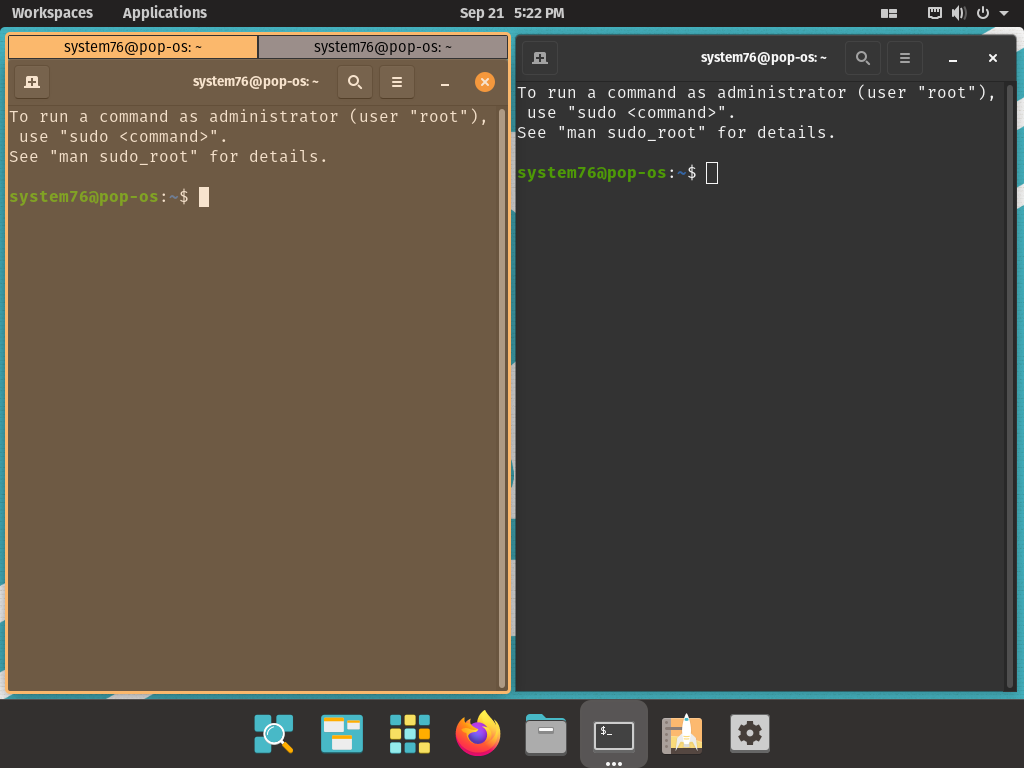 Workspaces Applications Sep 21 5:22 PM
system76@pop-os: ~ system76@pop-os: ~
system76@pop-os: ~
To run a command as administrator (user "root"),
use "sudo <command>".
See "man sudo_root" for details.
system76@pop-os:~$
system76@pop-os: ~
To run a command as administrator (user "root"),
use "sudo <command>".
See "man sudo_root" for details.
system76@pop-os:~$
$_